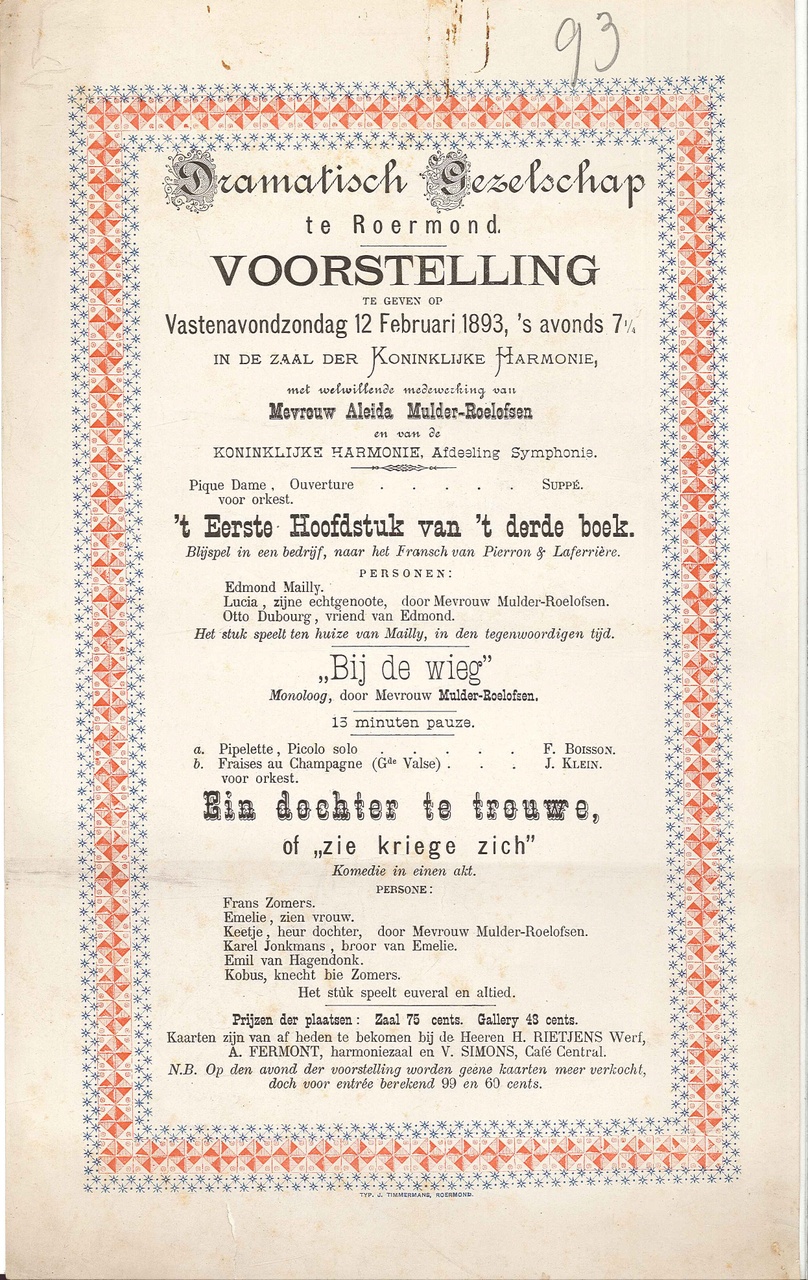 93
Dramatisch Gezelschap
te Roermond.
VOORSTELLING
TE GEVEN OP
Vastenavondzondag 12 Februari 1893, 's avonds 7 1/4
IN DE ZAAL DER KONINKLIJKE HARMONIE,
met welwillende medewerking van
Mevrouw Aleida Mulder-Roelofsen
en van de
KONINKLIJKE HARMONIE, Afdeeling Symphonie.
Pique Dame, Ouverture . . . . . SUPPÉ.
voor orkest.
't Eerste Hoofdstuk van 't derde boek.
Blijspel in een bedrijf, naar het Fransch van Pierron & Laferrière.
PERSONEN:
Edmond Mailly.
Lucia, zijne echtgenoote, door Mevrouw Mulder-Roelofsen.
Otto Dubourg, vriend van Edmond.
Het stuk speelt ten huize van Mailly, in den tegenwoordigen tijd.
„Bij de wieg”
Monoloog, door Mevrouw Mulder-Roelofsen.
15 minuten pauze.
a. Pipelette, Picolo solo . . . . . F. BOISSON.
b. Fraises au Champagne (Gde Valse) . . . J. KLEIN.
voor orkest.
Ein dochter te trouwe,
of „zie kriege zich”
Komedie in einen akt.
PERSONE:
Frans Zomers.
Emelie, zien vrouw.
Keetje, heur dochter, door Mevrouw Mulder-Roelofsen.
Karel Jonkmans, broor van Emelie.
Emil van Hagendonk.
Kobus, knecht bie Zomers.
Het stûk speelt euveral en altied.
Prijzen der plaatsen: Zaal 75 cents. Gallery 43 cents.
Kaarten zijn van af heden te bekomen bij de Heeren H. RIETJENS Werf,
A. FERMONT, harmoniezaal en V. SIMONS, Café Central.
N.B. Op den avond der voorstelling worden geene kaarten meer verkocht,
doch voor entrée berekend 99 en 60 cents.
TYP. J. TIMMERMANS, ROERMOND.